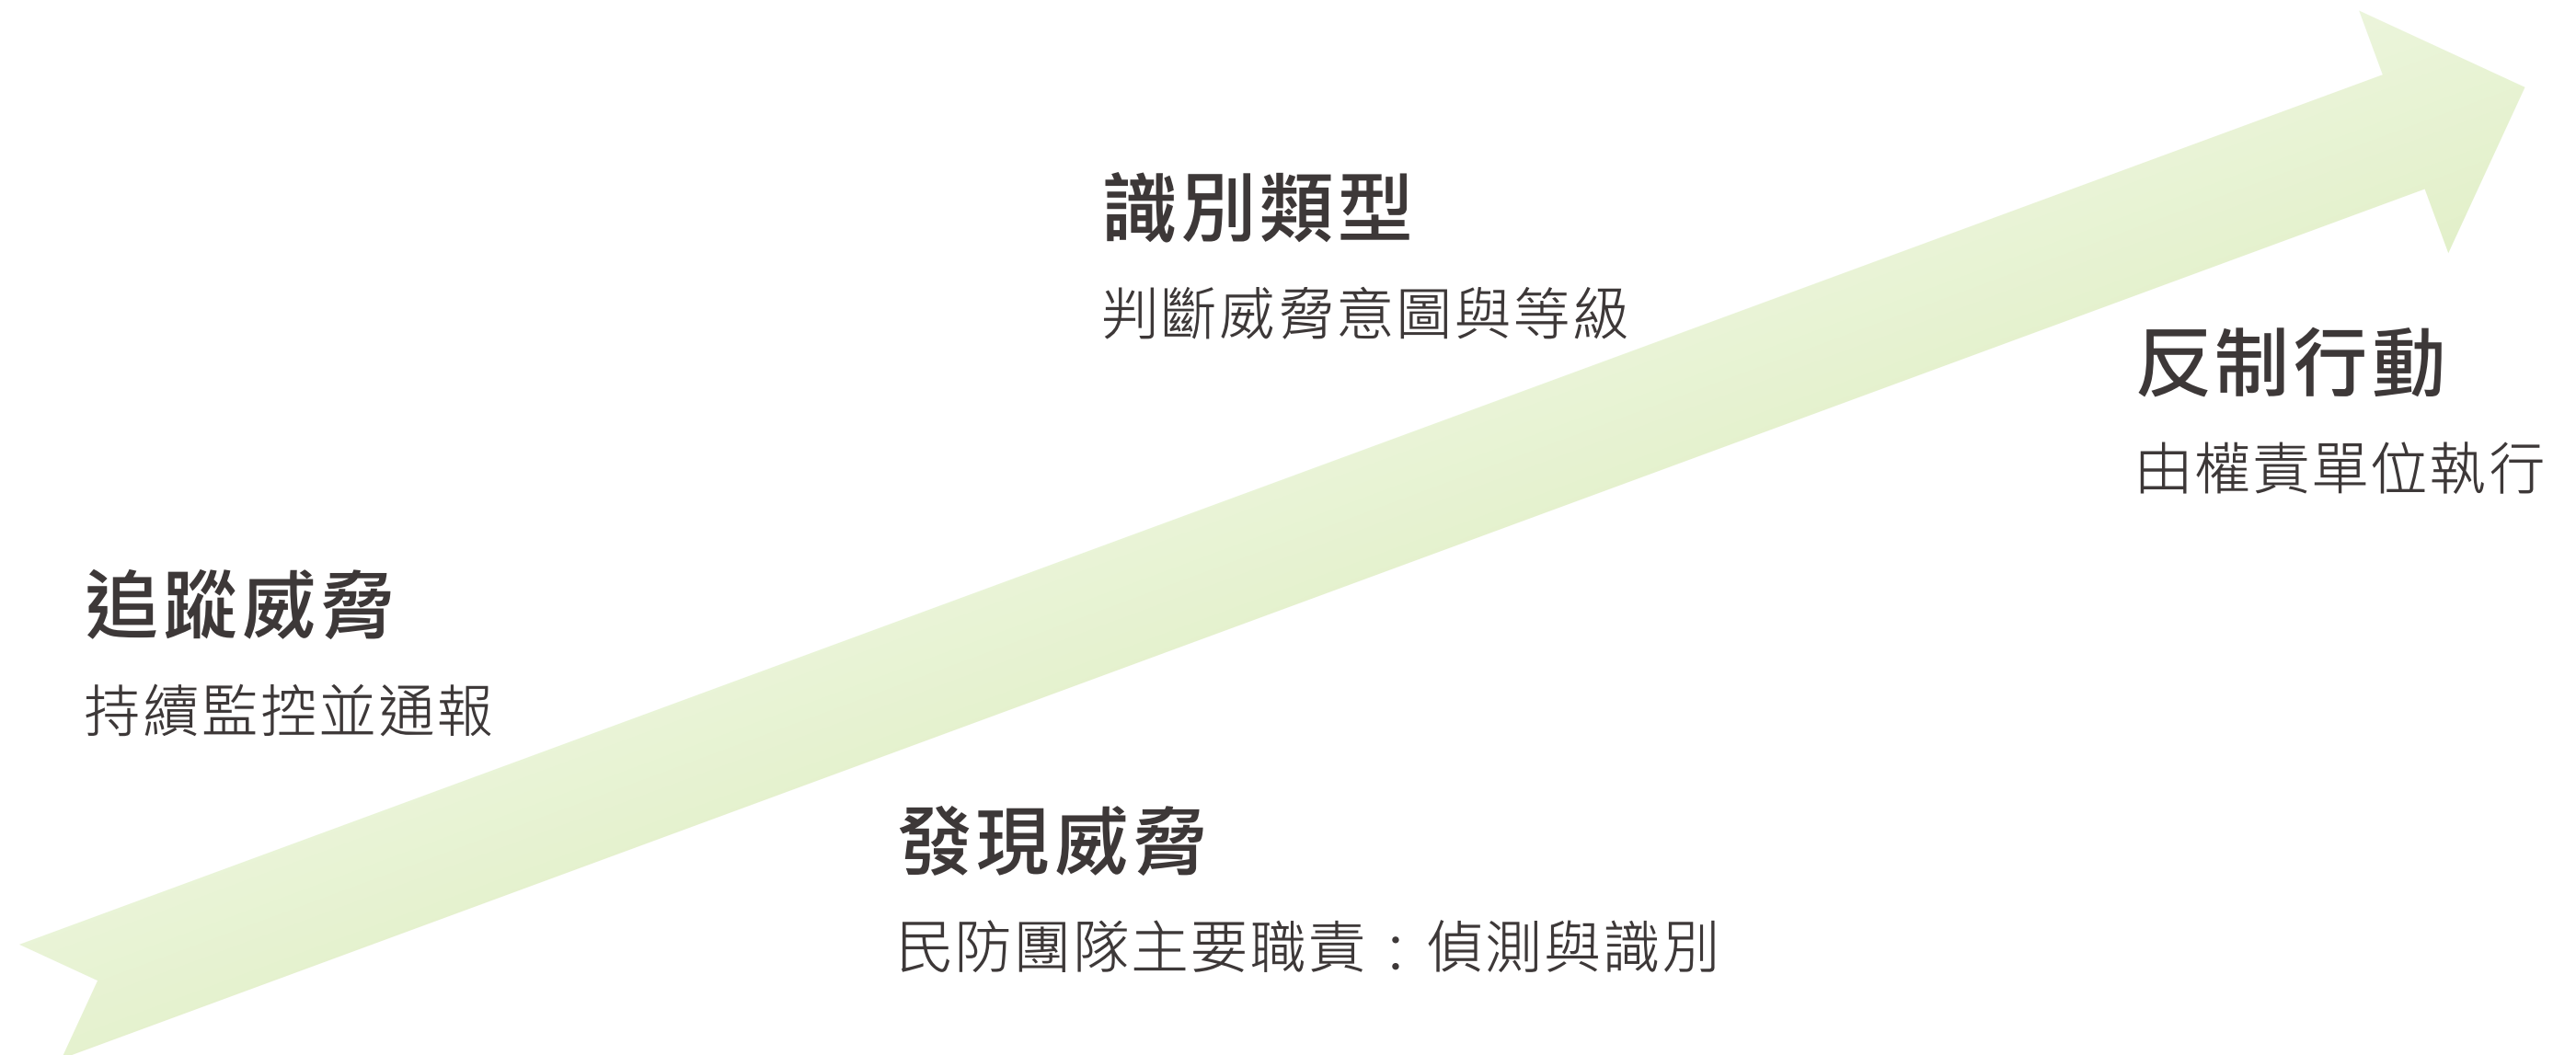 識別類型
判斷威脅意圖與等級
反制行動
由權責單位執行
追蹤威脅
持續監控並通報
發現威脅
民防團隊主要職責：偵測與識別